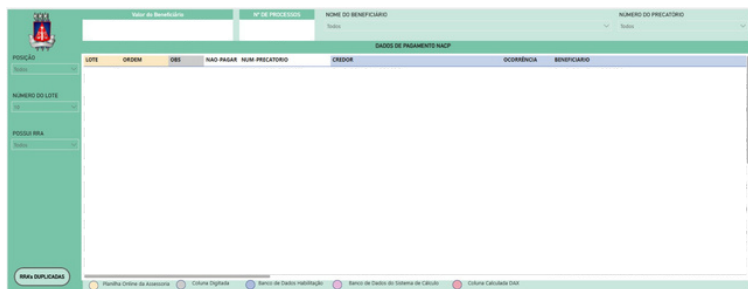 Valor do Beneficiário
Nº DE PROCESSOS
NOME DO BENEFICIÁRIO
Todos
NÚMERO DO PRECATÓRIO
Todos
DADOS DE PAGAMENTO NACP
POSIÇÃO
Todos
LOTE ORDEM OBS NAO-PAGAR NUM-PRECATORIO CREDOR OCORRÊNCIA BENEFICIARIO
NÚMERO DO LOTE
POSSUI RRA
Todos
RRA's DUPLICADAS
Planilha Online da Assessoria Coluna Digitada Banco de Dados Habilitação Banco de Dados do Sistema de Cálculo Coluna Calculada DAX